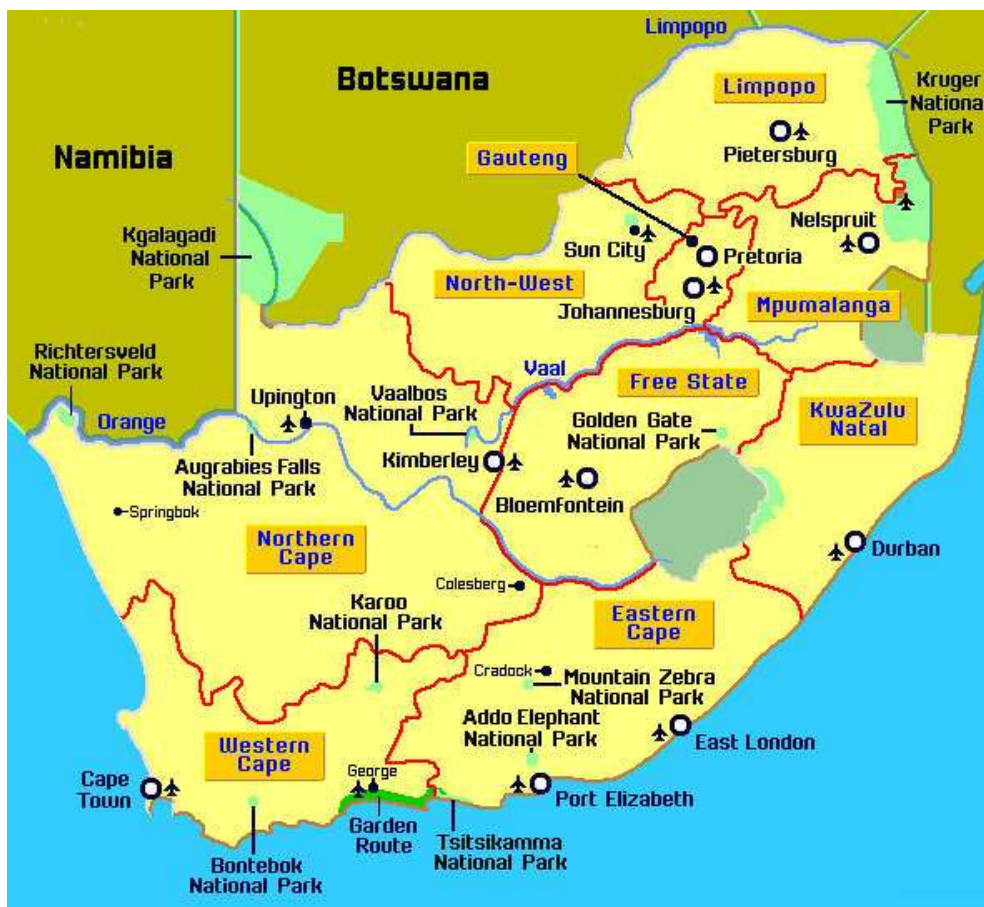 Limpopo
Botswana
Limpopo
Kruger
National
Park
Namibia
Gauteng
Pietersburg
Kgalagadi
National
Park
Nelspruit
Sun City
Pretoria
North-West
Johannesburg
Mpumalanga
Richtersveld
National Park
Vaal
Free State
Upington
Vaalbos
National Park
KwaZulu
Natal
Orange
Golden Gate
National Park
Augrabies Falls
National Park
Kimberley
Bloemfontein
Springbok
Northern
Cape
Durban
Colesberg
Karoo
National Park
Eastern
Cape
Cradock
Mountain Zebra
National Park
Addo Elephant
National Park
Western
Cape
East London
George
Cape
Town
Port Elizabeth
Garden
Route
Tsitsikamma
National Park
Bontebok
National Park